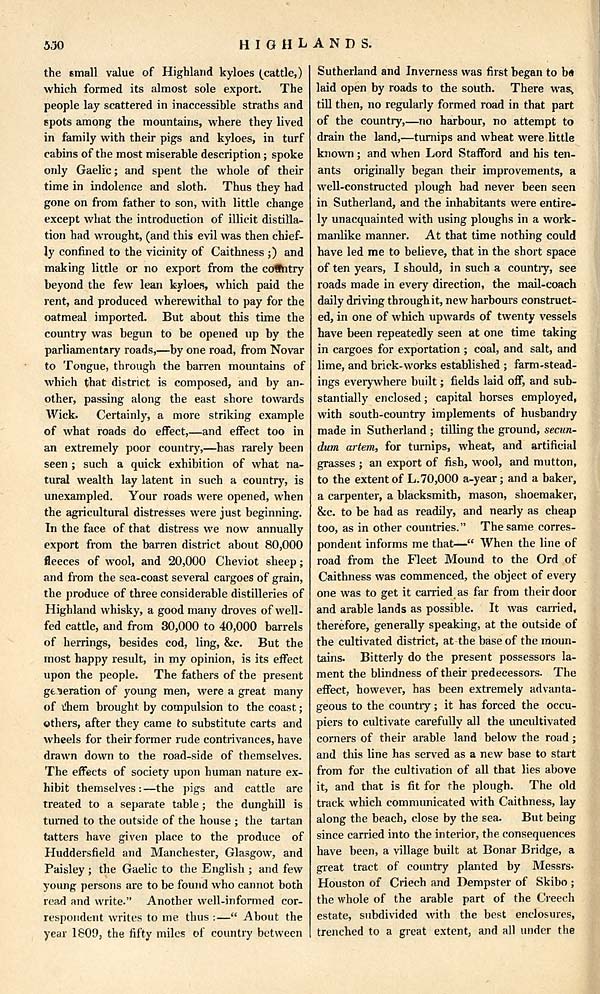 550
HIGHLANDS.
the small value of Highland kyloes (cattle,)
which formed its almost sole export. The
people lay scattered in inaccessible straths and
spots among the mountains, where they lived
in family with their pigs and kyloes, in turf
cabins of the most miserable description; spoke
only Gaelic; and spent the whole of their
time in indolence and sloth. Thus they had
gone on from father to son, with little change
except what the introduction of illicit distilla-
tion had wrought, (and this evil was then chief-
ly confined to the vicinity of Caithness;) and
making little or no export from the country
beyond the few lean kyloes, which paid the
rent, and produced wherewithal to pay for the
oatmeal imported. But about this time the
country was begun to be opened up by the
parliamentary roads,—by one road, from Novar
to Tongue, through the barren mountains of
which that district is composed, and by an-
other, passing along the east shore towards
Wick. Certainly, a more striking example
of what roads do effect,—and effect too in
an extremely poor country,—has rarely been
seen; such a quick exhibition of what na-
tural wealth lay latent in such a country, is
unexampled. Your roads were opened, when
the agricultural distresses were just beginning.
In the face of that distress we now annually
export from the barren district about 80,000
fleeces of wool, and 20,000 Cheviot sheep;
and from the sea-coast several cargoes of grain,
the produce of three considerable distilleries of
Highland whisky, a good many droves of well-
fed cattle, and from 30,000 to 40,000 barrels
of herrings, besides cod, ling, &c. But the
most happy result, in my opinion, is its effect
upon the people. The fathers of the present
generation of young men, were a great many
of them brought by compulsion to the coast;
others, after they came to substitute carts and
wheels for their former rude contrivances, have
drawn down to the road-side of themselves.
The effects of society upon human nature ex-
hibit themselves:—the pigs and cattle are
treated to a separate table; the dunghill is
turned to the outside of the house; the tartan
tatters have given place to the produce of
Huddersfield and Manchester, Glasgow, and
Paisley; the Gaelic to the English; and few
young persons are to be found who cannot both
read and write." Another well-informed cor-
respondent writes to me thus:—“ About the
year 1809, the fifty miles of country between
Sutherland and Inverness was first began to be
laid open by roads to the south. There was,
till then, no regularly formed road in that part
of the country,—no harbour, no attempt to
drain the land,—turnips and wheat were little
known; and when Lord Stafford and his ten-
ants originally began their improvements, a
well-constructed plough had never been seen
in Sutherland, and the inhabitants were entire-
ly unacquainted with using ploughs in a work-
manlike manner. At that time nothing could
have led me to believe, that in the short space
of ten years, I should, in such a country, see
roads made in every direction, the mail-coach
daily driving through it, new harbours construct-
ed, in one of which upwards of twenty vessels
have been repeatedly seen at one time taking
in cargoes for exportation; coal, and salt, and
lime, and brick-works established; farm-stead-
ings everywhere built; fields laid off, and sub-
stantially enclosed; capital horses employed,
with south-country implements of husbandry
made in Sutherland; tilling the ground, secun-
dum artem, for turnips, wheat, and artificial
grasses; an export of fish, wool, and mutton,
to the extent of L.70,000 a-year; and a baker,
a carpenter, a blacksmith, mason, shoemaker,
&c. to be had as readily, and nearly as cheap
too, as in other countries." The same corres-
pondent informs me that—“ When the line of
road from the Fleet Mound to the Ord of
Caithness was commenced, the object of every
one was to get it carried as far from their door
and arable lands as possible. It was carried,
therefore, generally speaking, at the outside of
the cultivated district, at the base of the moun-
tains. Bitterly do the present possessors la-
ment the blindness of their predecessors. The
effect, however, has been extremely advanta-
geous to the country; it has forced the occu-
piers to cultivate carefully all the uncultivated
corners of their arable land below the road;
and this line has served as a new base to start
from for the cultivation of all that lies above
it, and that is fit for the plough. The old
track which communicated with Caithness, lay
along the beach, close by the sea. But being
since carried into the interior, the consequences
have been, a village built at Bonar Bridge, a
great tract of country planted by Messrs.
Houston of Criech and Dempster of Skibo;
the whole of the arable part of the Creech
estate, subdivided with the best enclosures,
trenched to a great extent, and all under the